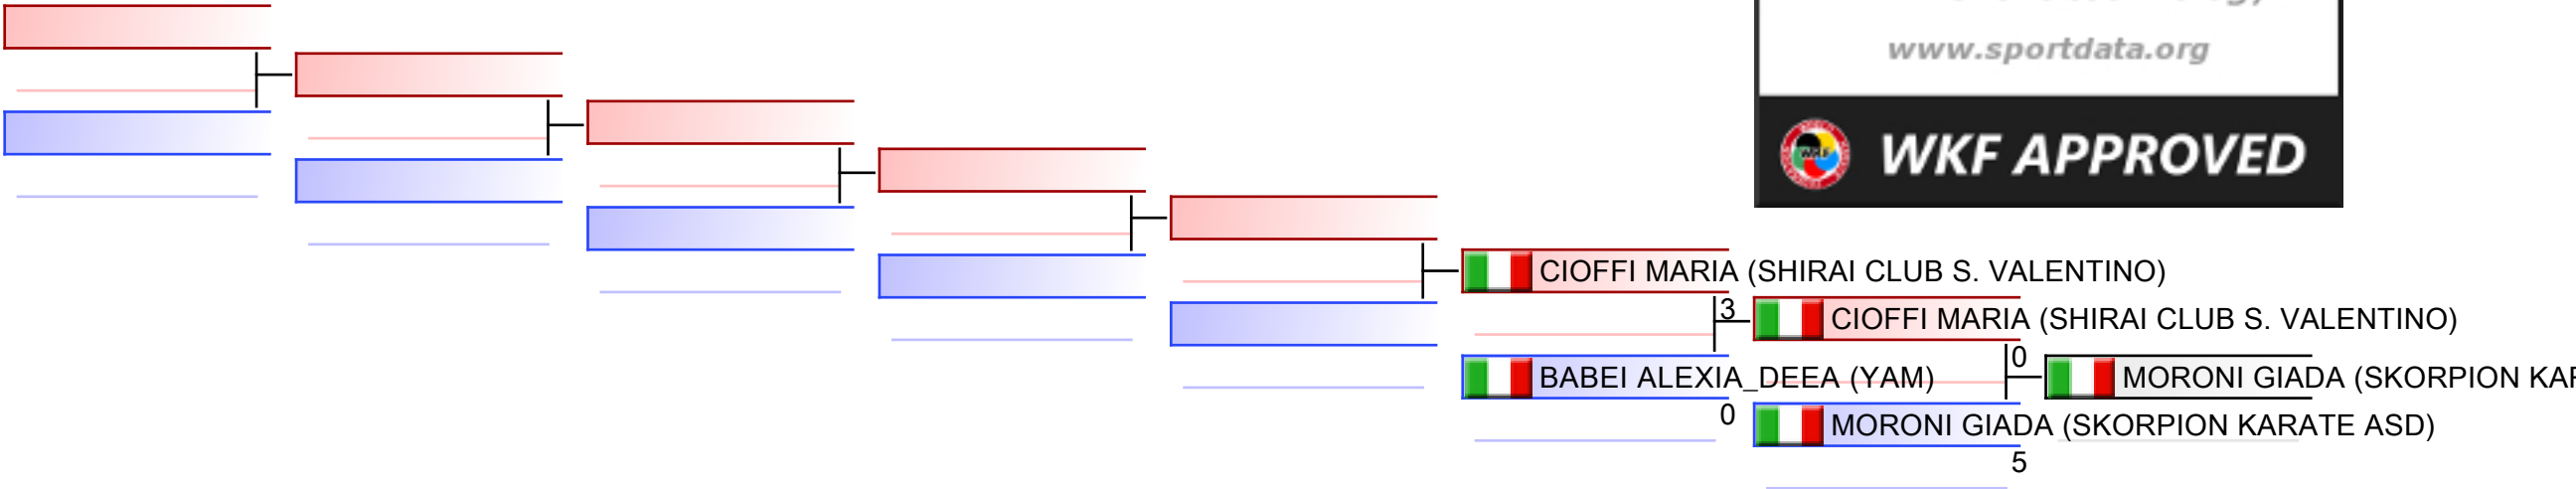 www.sportdata.org
WKF APPROVED
CIOFFI MARIA (SHIRAI CLUB S. VALENTINO)
3
CIOFFI MARIA (SHIRAI CLUB S. VALENTINO)
0
BABEI ALEXIA_DEEA (YAM)
MORONI GIADA (SKORPION KAR
0
MORONI GIADA (SKORPION KARATE ASD)
5